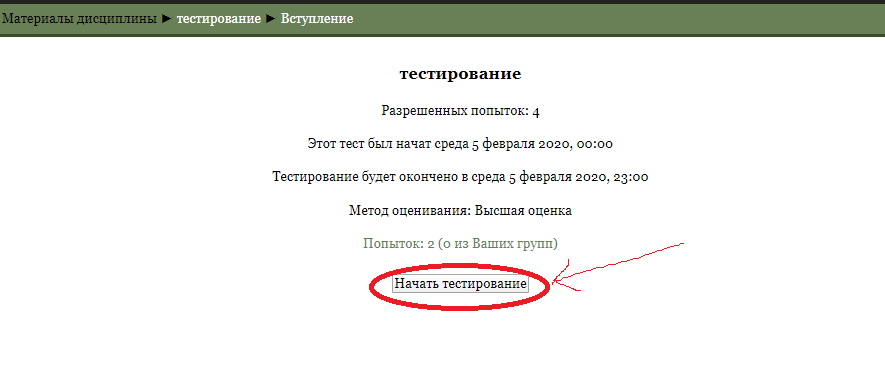 Материалы дисциплины ► тестирование ► Вступление
тестирование
Разрешенных попыток: 4
Этот тест был начат среда 5 февраля 2020, 00:00
Тестирование будет окончено в среда 5 февраля 2020, 23:00
Метод оценивания: Высшая оценка
Попыток: 2 (0 из Ваших групп)
Начать тестирование